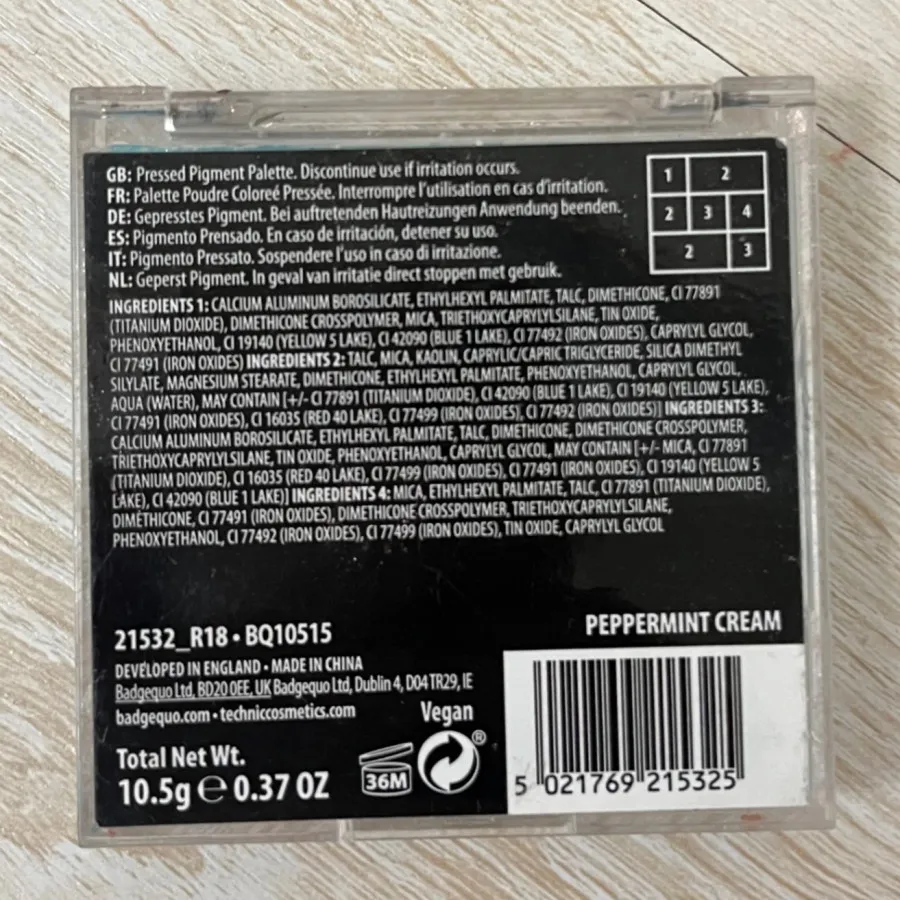 GB: Pressed Pigment Palette. Discontinue use if irritation occurs.
FR: Palette Poudre Coloreé Pressée. Interrompre l'utilisation en cas d'irritation.
DE: Gepresstes Pigment. Bei auftretenden Hautreizungen Anwendung beenden.
ES: Pigmento Prensado. En caso de irritación, detener su uso.
IT: Pigmento Pressato. Sospendere l'uso in caso di irritazione.
NL: Geperst Pigment. In geval van irritatie direct stoppen met gebruik.
1 2
2 3 4
2 3
INGREDIENTS 1: CALCIUM ALUMINUM BOROSILICATE, ETHYLHEXYL PALMITATE, TALC, DIMETHICONE, CI 77891
(TITANIUM DIOXIDE), DIMETHICONE CROSSPOLYMER, MICA, TRIETHOXYCAPRYLYLSILANE, TIN OXIDE,
PHENOXYETHANOL, CI 19140 (YELLOW 5 LAKE), CI 42090 (BLUE 1 LAKE), CI 77492 (IRON OXIDES), CAPRYLYL GLYCOL,
CI 77491 (IRON OXIDES) INGREDIENTS 2: TALC, MICA, KAOLIN, CAPRYLIC/CAPRIC TRIGLYCERIDE, SILICA DIMETHYL
SILYLATE, MAGNESIUM STEARATE, DIMETHICONE, ETHYLHEXYL PALMITATE, PHENOXYETHANOL, CAPRYLYL GLYCOL,
AQUA (WATER), MAY CONTAIN [+/- CI 77891 (TITANIUM DIOXIDE), CI 42090 (BLUE 1 LAKE), CI 19140 (YELLOW 5 LAKE),
CI 77491 (IRON OXIDES), CI 16035 (RED 40 LAKE), CI 77499 (IRON OXIDES), CI 77492 (IRON OXIDES)] INGREDIENTS 3:
CALCIUM ALUMINUM BOROSILICATE, ETHYLHEXYL PALMITATE, TALC, DIMETHICONE, DIMETHICONE CROSSPOLYMER,
TRIETHOXYCAPRYLYLSILANE, TIN OXIDE, PHENOXYETHANOL, CAPRYLYL GLYCOL, MAY CONTAIN [+/- MICA, CI 77891
(TITANIUM DIOXIDE), CI 16035 (RED 40 LAKE), CI 77499 (IRON OXIDES), CI 77491 (IRON OXIDES), CI 19140 (YELLOW 5
LAKE), CI 42090 (BLUE 1 LAKE)] INGREDIENTS 4: MICA, ETHYLHEXYL PALMITATE, TALC, CI 77891 (TITANIUM DIOXIDE),
DIMETHICONE, CI 77491 (IRON OXIDES), DIMETHICONE CROSSPOLYMER, TRIETHOXYCAPRYLYLSILANE,
PHENOXYETHANOL, CI 77492 (IRON OXIDES), CI 77499 (IRON OXIDES), TIN OXIDE, CAPRYLYL GLYCOL
21532_R18 • BQ10515
PEPPERMINT CREAM
DEVELOPED IN ENGLAND • MADE IN CHINA
Badgequo Ltd, BD20 0EE, UK Badgequo Ltd, Dublin 4, D04 TR29, IE
badgequo.com • techniccosmetics.com
Vegan
Total Net Wt.
10.5g ℮ 0.37 OZ
36M
®
5 021769 215325